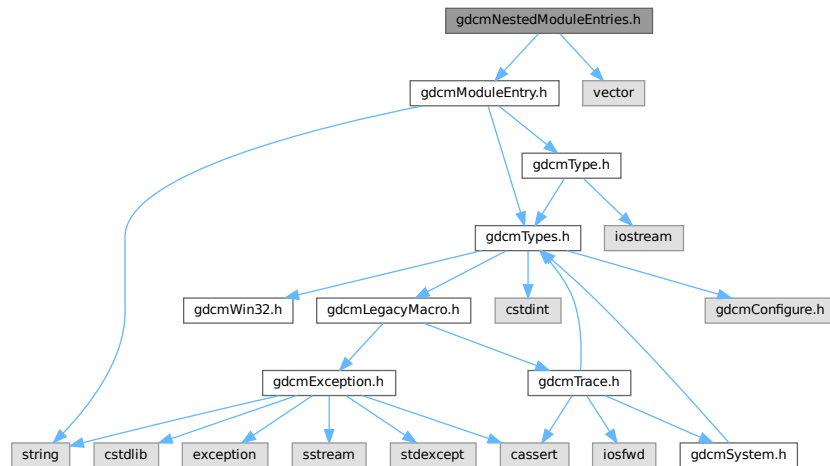 gdcmNestedModuleEntries.h
gdcmModuleEntry.h
vector
gdcmType.h
gdcmTypes.h
iostream
gdcmWin32.h
gdcmLegacyMacro.h
cstdint
gdcmConfigure.h
gdcmException.h
gdcmTrace.h
string
cstdlib
exception
sstream
stdexcept
cassert
iosfwd
gdcmSystem.h